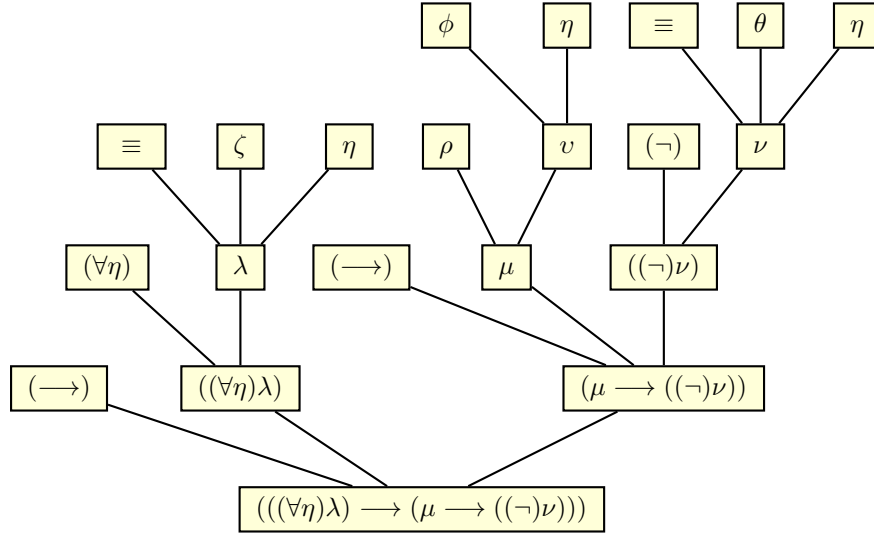 ϕ η ≡ θ η
≡ ζ η ρ υ (¬) ν
(∀η) λ (⟶) μ ((¬)ν)
(⟶) ((∀η)λ) (μ ⟶ ((¬)ν))
(((∀η)λ) ⟶ (μ ⟶ ((¬)ν)))